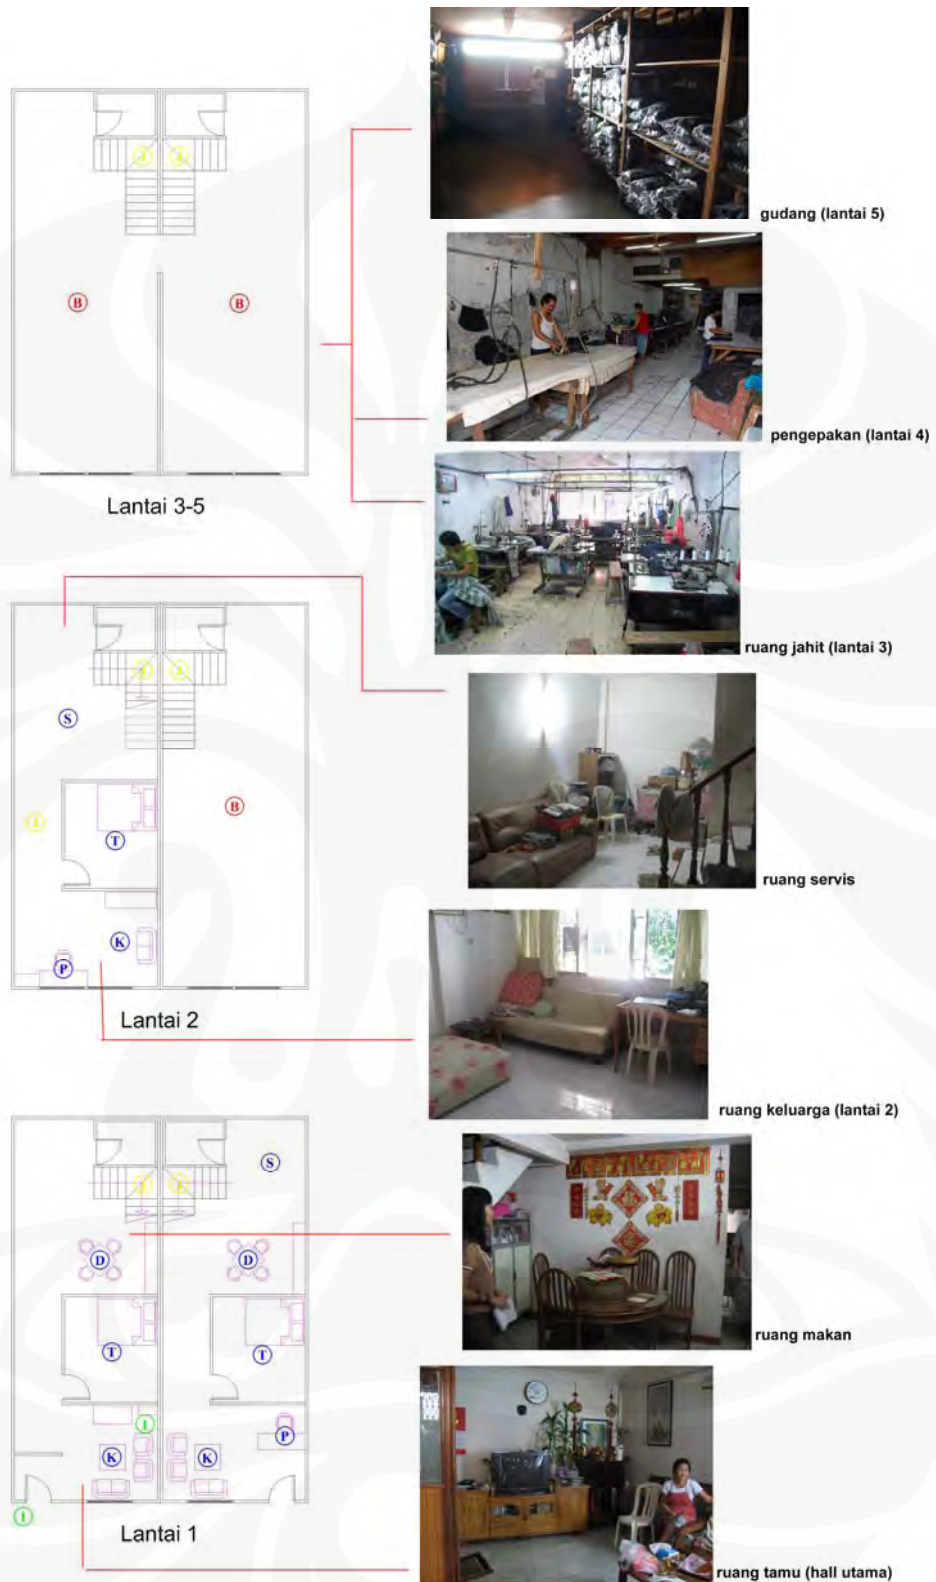 gudang (lantai 5)
B
B
pengepakan (lantai 4)
Lantai 3-5
ruang jahit (lantai 3)
S
B
T
ruang servis
K
P
Lantai 2
ruang keluarga (lantai 2)
S
D
D
ruang makan
T
T
I
P
K
K
I
Lantai 1
ruang tamu (hall utama)